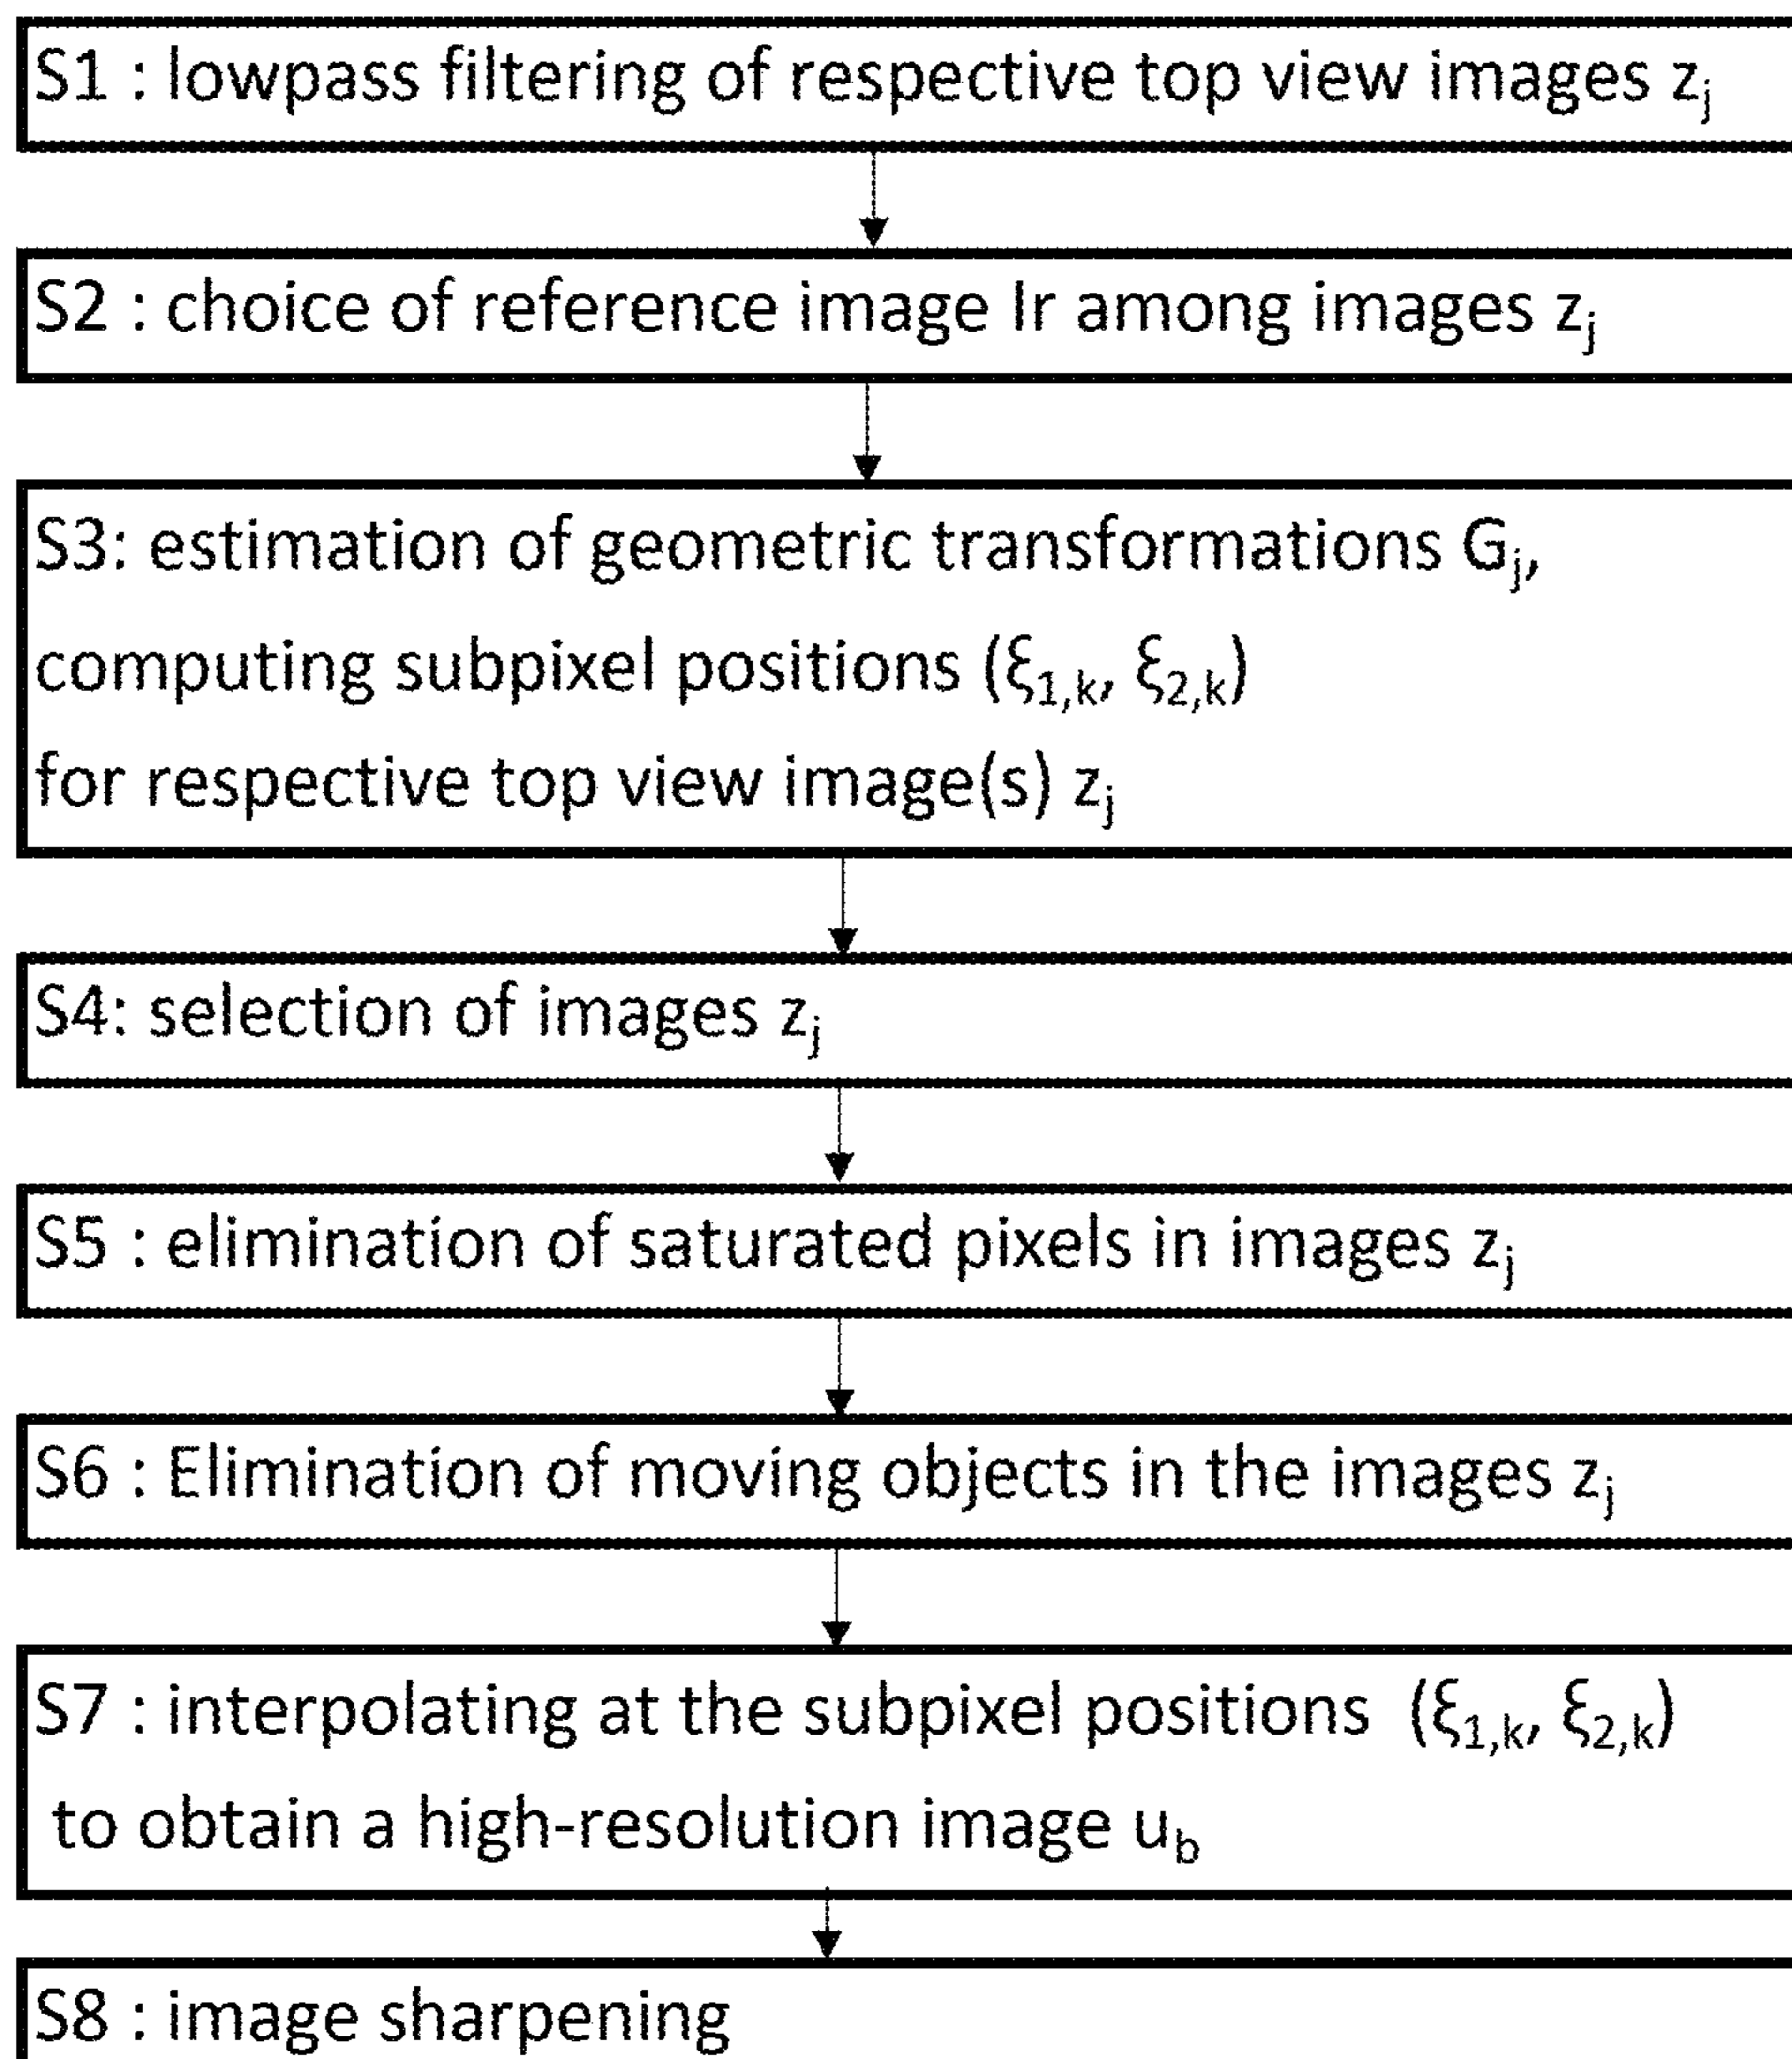 S1 : lowpass filtering of respective top view images zⱼ
S2 : choice of reference image Ir among images zⱼ
S3: estimation of geometric transformations Gⱼ,
computing subpixel positions (ξ₁,ₖ, ξ₂,ₖ)
for respective top view image(s) zⱼ
S4: selection of images zⱼ
S5 : elimination of saturated pixels in images zⱼ
S6 : Elimination of moving objects in the images zⱼ
S7 : interpolating at the subpixel positions (ξ₁,ₖ, ξ₂,ₖ)
to obtain a high-resolution image u_b
S8 : image sharpening